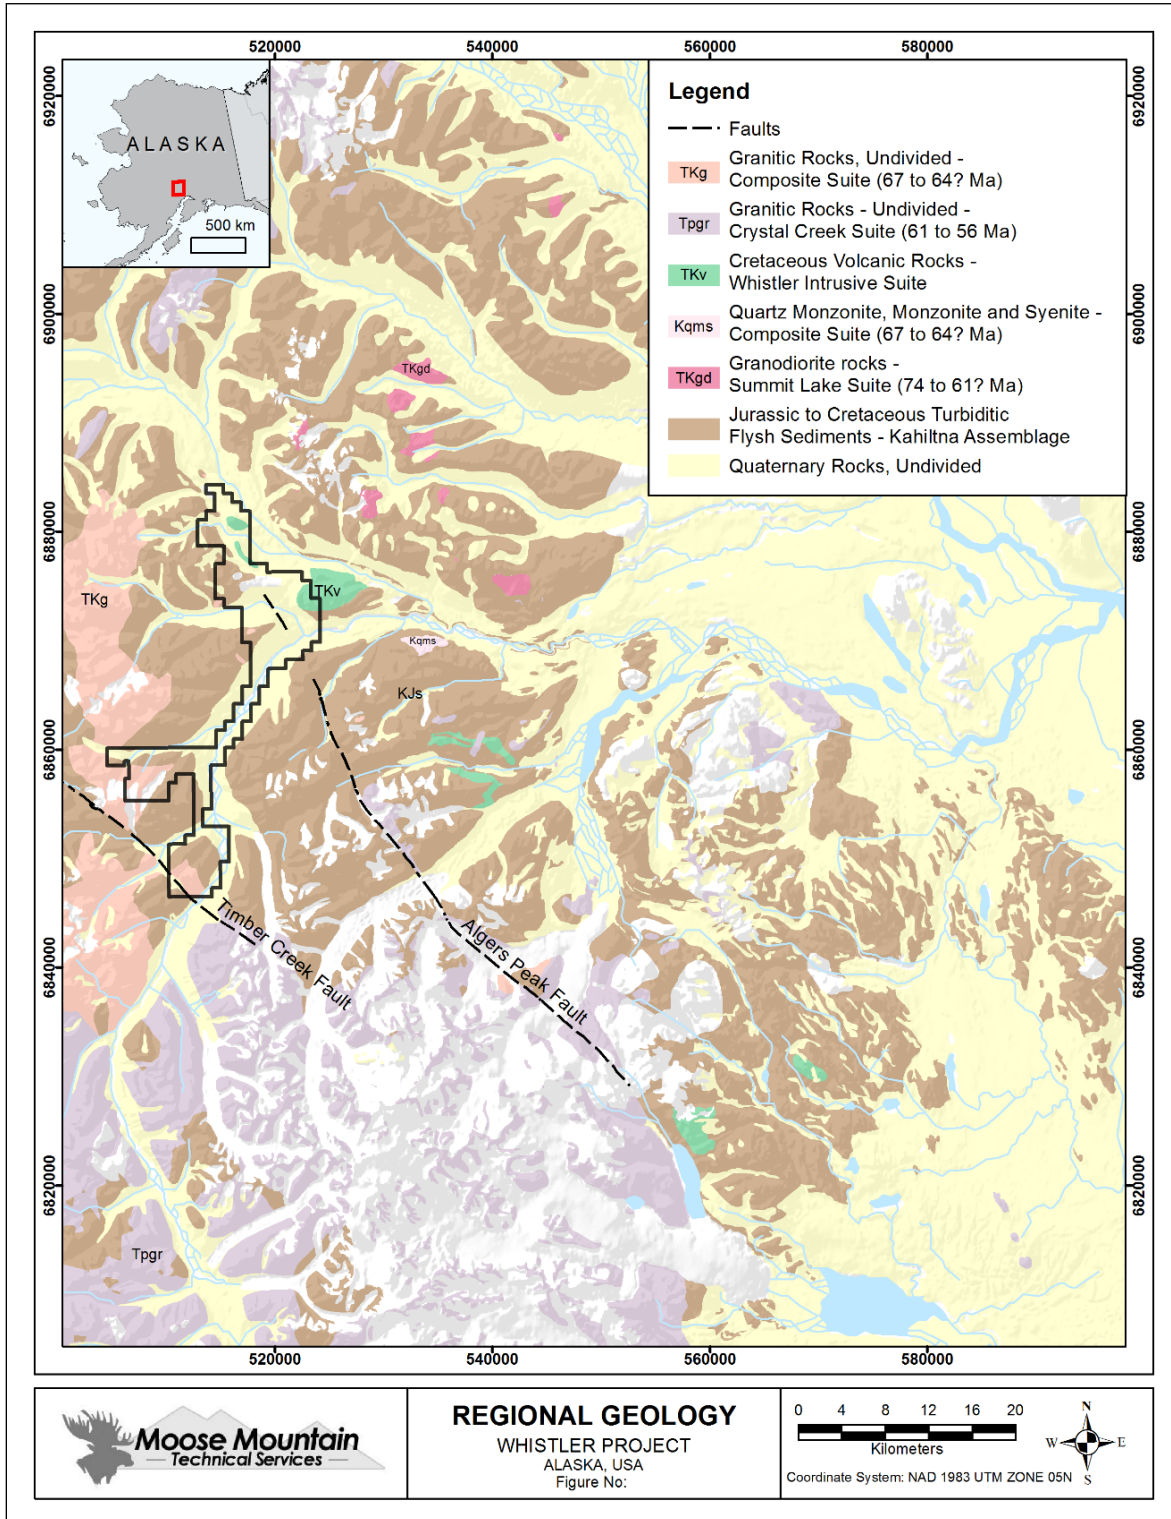 520000 540000 560000 580000
6920000
6920000
ALASKA
500 km
Legend
Faults
TKg
Granitic Rocks, Undivided -
Composite Suite (67 to 64? Ma)
Tpgr
Granitic Rocks - Undivided -
Crystal Creek Suite (61 to 56 Ma)
TKv
Cretaceous Volcanic Rocks -
Whistler Intrusive Suite
Kqms
Quartz Monzonite, Monzonite and Syenite -
Composite Suite (67 to 64? Ma)
TKgd
Granodiorite rocks -
Summit Lake Suite (74 to 61? Ma)
Jurassic to Cretaceous Turbiditic
Flysh Sediments - Kahiltna Assemblage
Quaternary Rocks, Undivided
6900000
6900000
TKgd
6880000
6880000
TKv
TKg
Kqms
KJs
6860000
6860000
Timber Creek Fault
Algers Peak Fault
6840000
6840000
6820000
6820000
Tpgr
520000 540000 560000 580000
Moose Mountain
Technical Services
REGIONAL GEOLOGY
WHISTLER PROJECT
ALASKA, USA
Figure No:
0 4 8 12 16 20
Kilometers
N
W E
S
Coordinate System: NAD 1983 UTM ZONE 05N